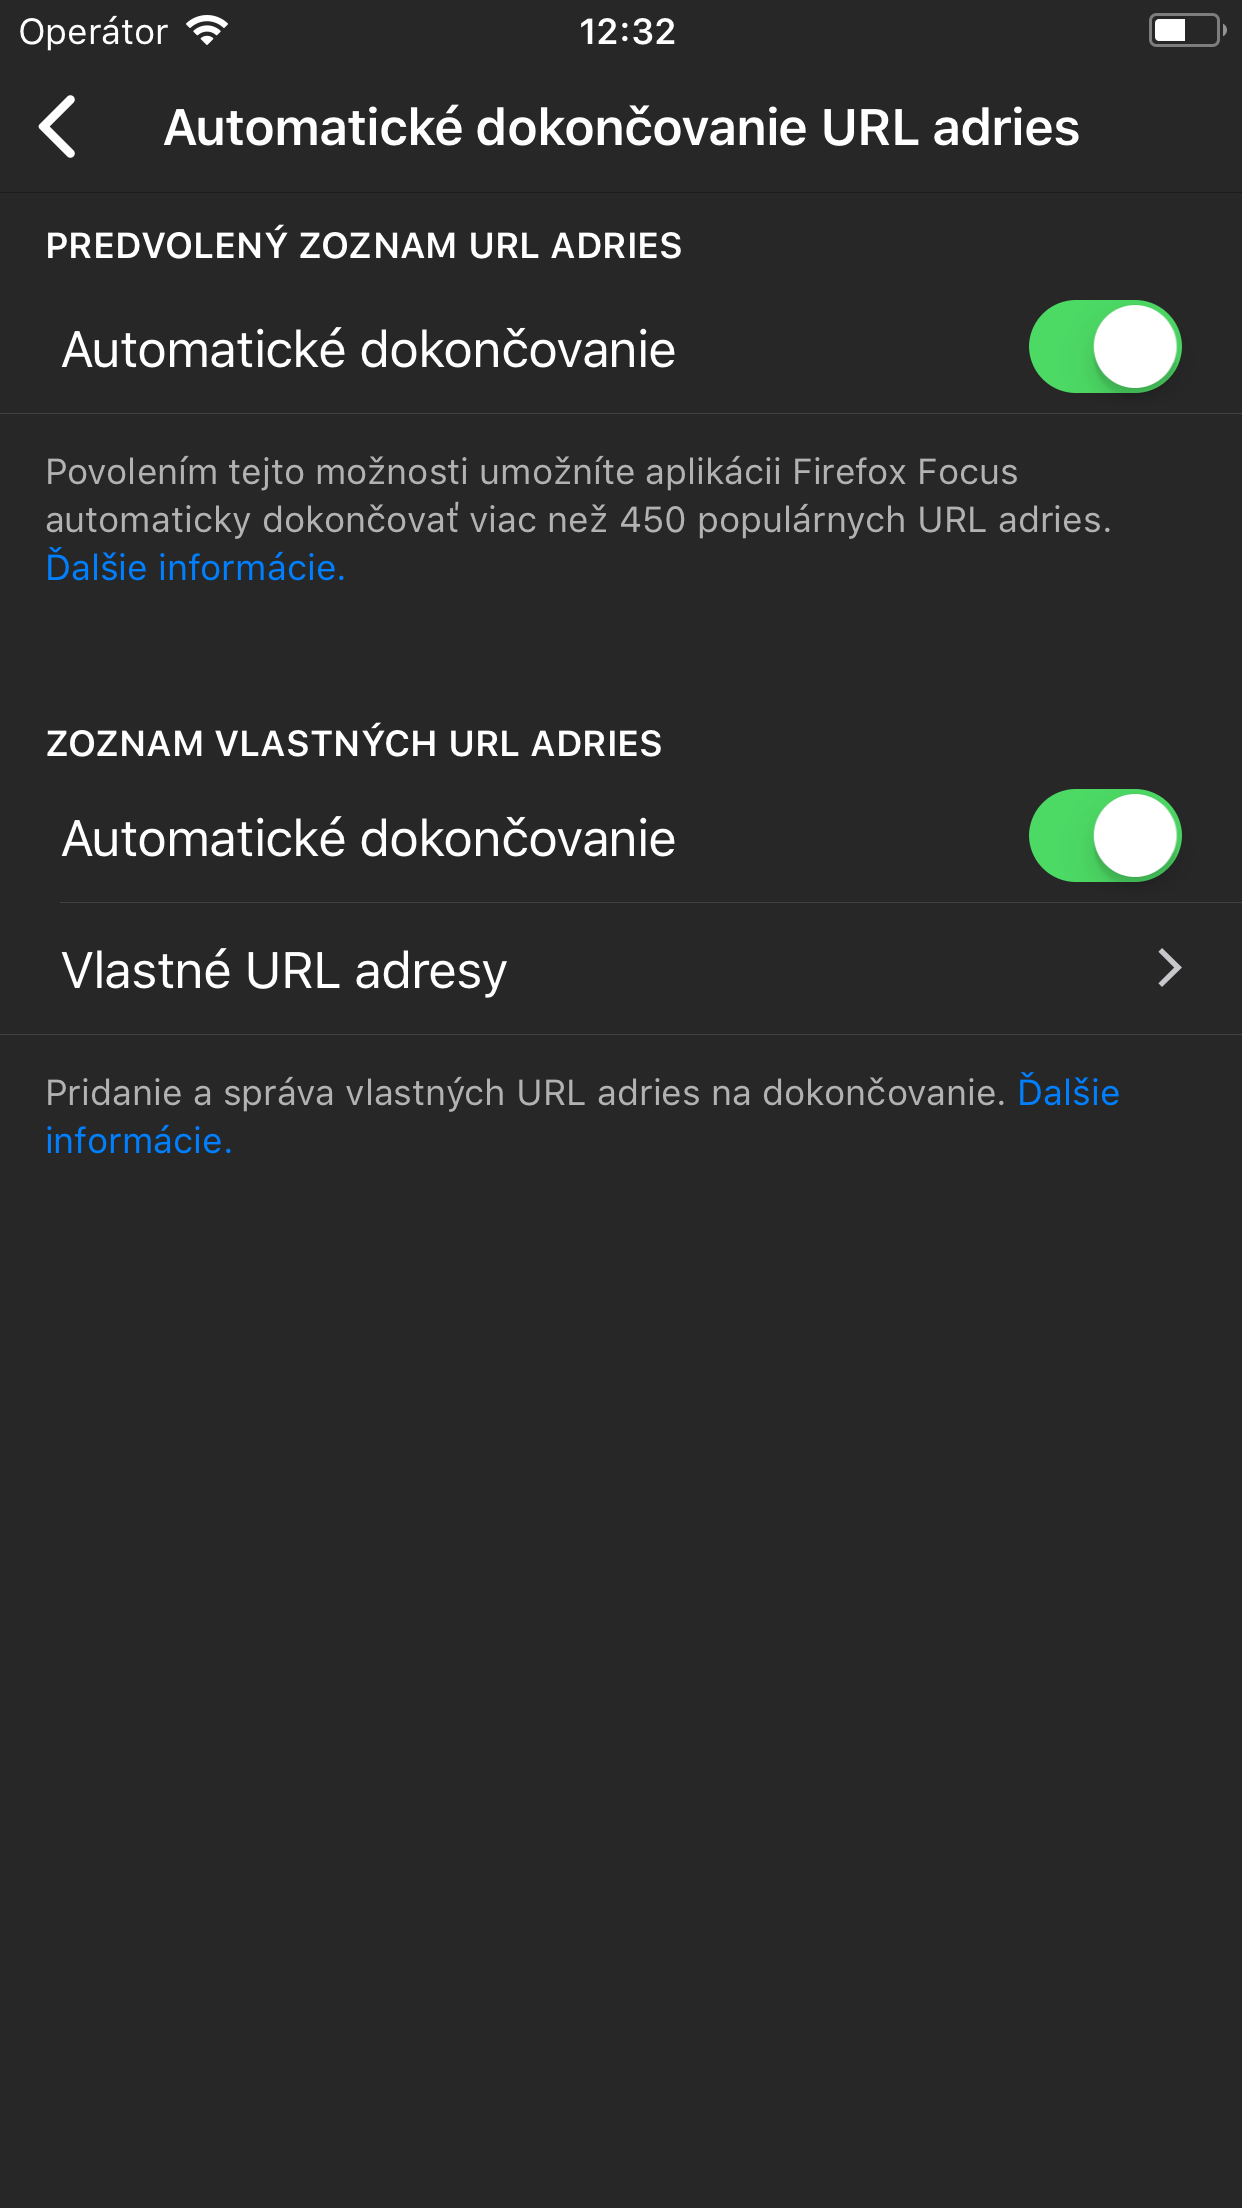 Operátor
12:32
Automatické dokončovanie URL adries
PREDVOLENÝ ZOZNAM URL ADRIES
Automatické dokončovanie
Povolením tejto možnosti umožníte aplikácii Firefox Focus
automaticky dokončovať viac než 450 populárnych URL adries.
Ďalšie informácie.
ZOZNAM VLASTNÝCH URL ADRIES
Automatické dokončovanie
Vlastné URL adresy
Pridanie a správa vlastných URL adries na dokončovanie. Ďalšie
informácie.